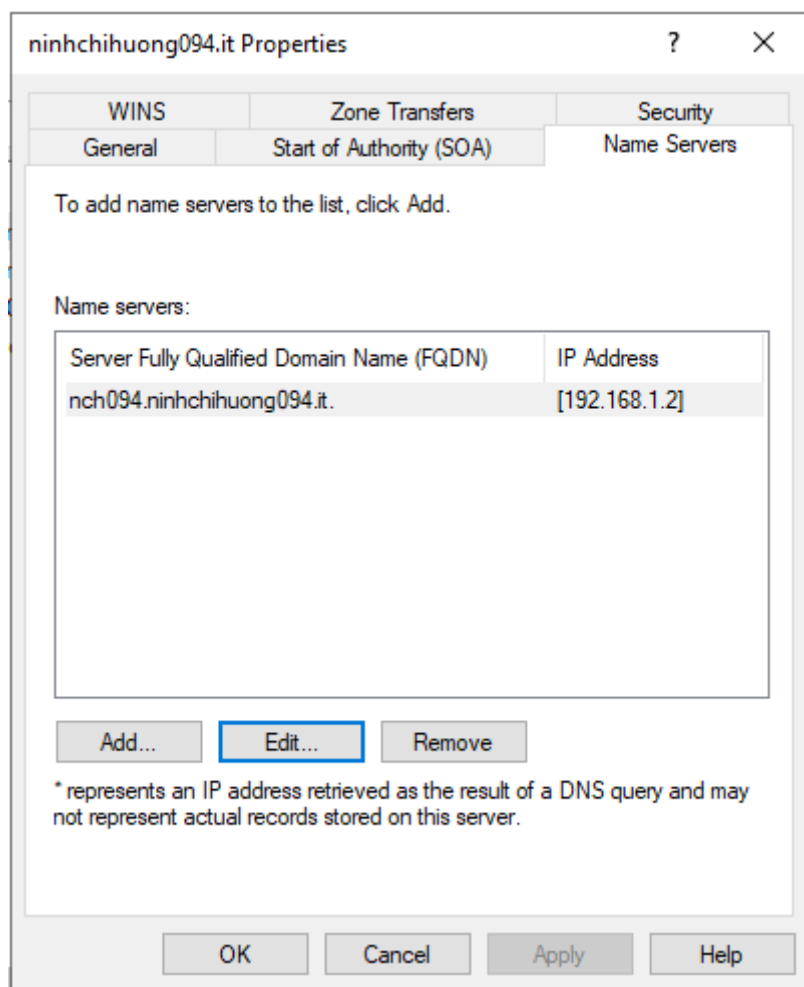 ninhchihuong094.it Properties ? X
WINS Zone Transfers Security
General Start of Authority (SOA) Name Servers
To add name servers to the list, click Add.
Name servers:
Server Fully Qualified Domain Name (FQDN) IP Address
nch094.ninhchihuong094.it. [192.168.1.2]
Add... Edit... Remove
* represents an IP address retrieved as the result of a DNS query and may
not represent actual records stored on this server.
OK Cancel Apply Help